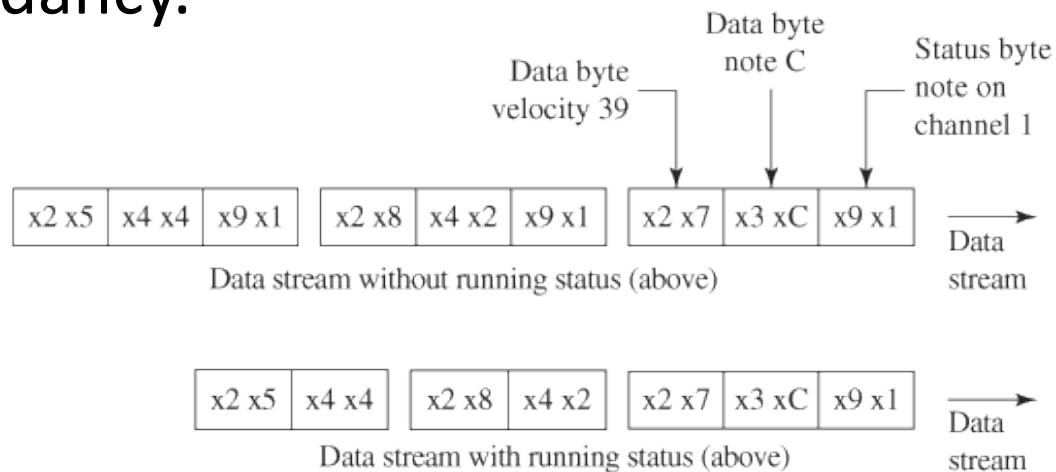 dancy.
Data byte
velocity 39
Data byte
note C
Status byte
note on
channel 1
x2 x5 x4 x4 x9 x1 x2 x8 x4 x2 x9 x1 x2 x7 x3 xC x9 x1
Data
stream
Data stream without running status (above)
x2 x5 x4 x4 x2 x8 x4 x2 x2 x7 x3 xC x9 x1
Data
stream
Data stream with running status (above)